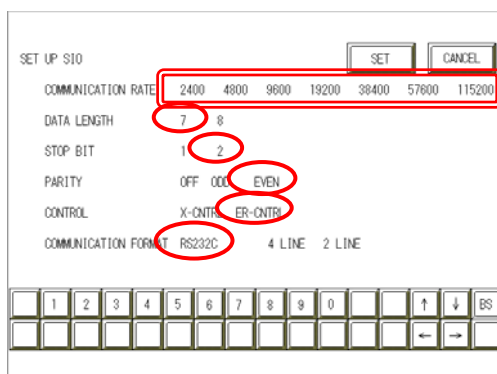 SET UP SIO SET CANCEL
COMMUNICATION RATE 2400 4800 9600 19200 38400 57600 115200
DATA LENGTH 7 8
STOP BIT 1 2
PARITY OFF ODD EVEN
CONTROL X-CNTRL ER-CNTRL
COMMUNICATION FORMAT RS232C 4 LINE 2 LINE
1 2 3 4 5 6 7 8 9 0 ↑ ↓ BS
← →